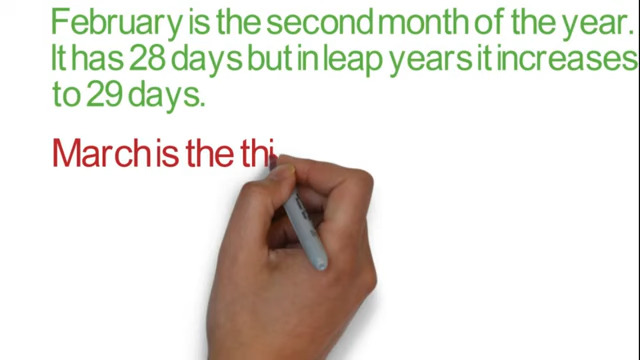 February is the second month of the year.
It has 28 days but in leap years it increases
to 29 days.
March is the thi